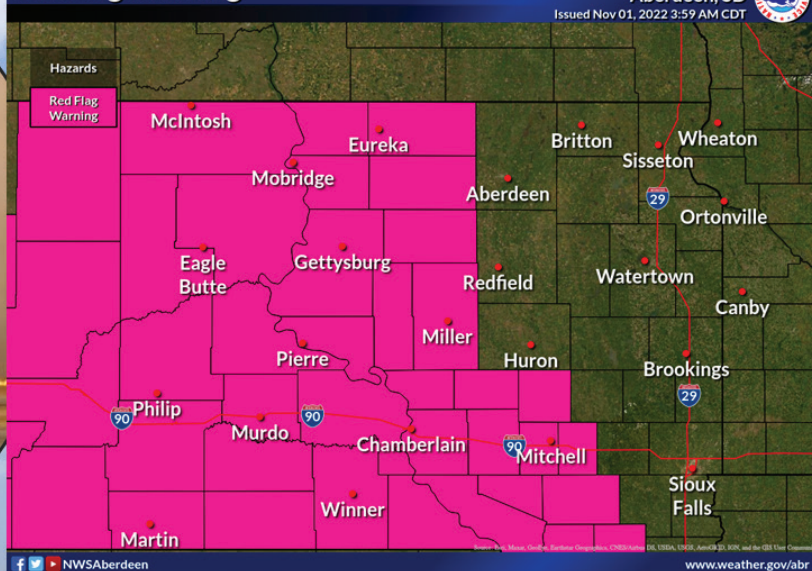 Issued Nov 01, 2022 3:59 AM CDT
Hazards
Red Flag
Warning
McIntosh
Eureka
Britton
Wheaton
Sisseton
Mobridge
Aberdeen
29
Ortonville
Eagle
Butte
Gettysburg
Redfield
Watertown
Canby
Miller
Pierre
Huron
Brookings
29
Philip
90
Murdo
90
Chamberlain
90
Mitchell
Sioux
Falls
Winner
Martin
NWSAberdeen
www.weather.gov/abr